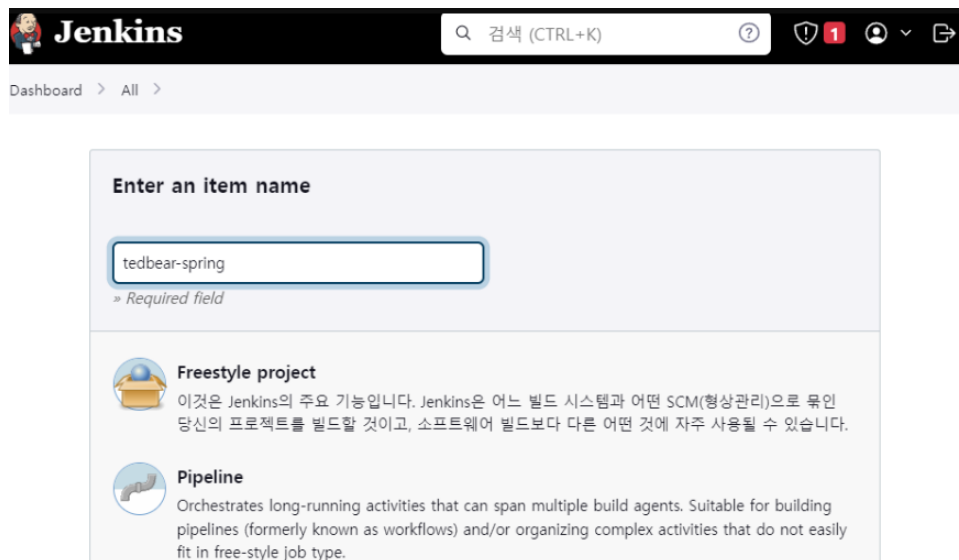 Jenkins
검색 (CTRL+K)
?
1
Dashboard > All >
Enter an item name
tedbear-spring
» Required field
Freestyle project
이것은 Jenkins의 주요 기능입니다. Jenkins은 어느 빌드 시스템과 어떤 SCM(형상관리)으로 묶인
당신의 프로젝트를 빌드할 것이고, 소프트웨어 빌드보다 다른 어떤 것에 자주 사용될 수 있습니다.
Pipeline
Orchestrates long-running activities that can span multiple build agents. Suitable for building
pipelines (formerly known as workflows) and/or organizing complex activities that do not easily
fit in free-style job type.